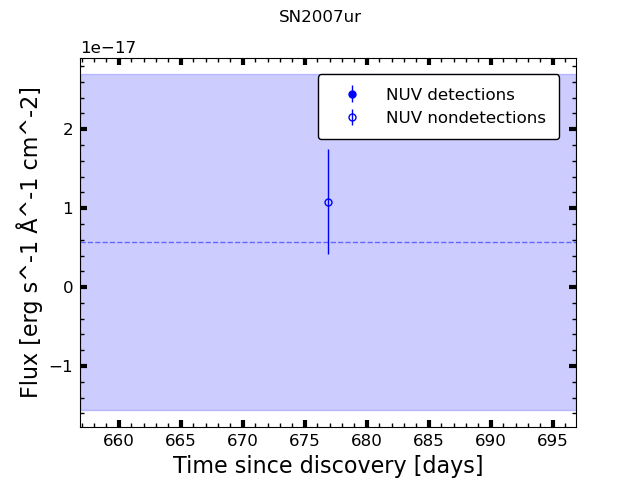 SN2007ur
1e−17
NUV detections
NUV nondetections
2
1
0
−1
Flux [erg s^-1 Å^-1 cm^-2]
660 665 670 675 680 685 690 695
Time since discovery [days]